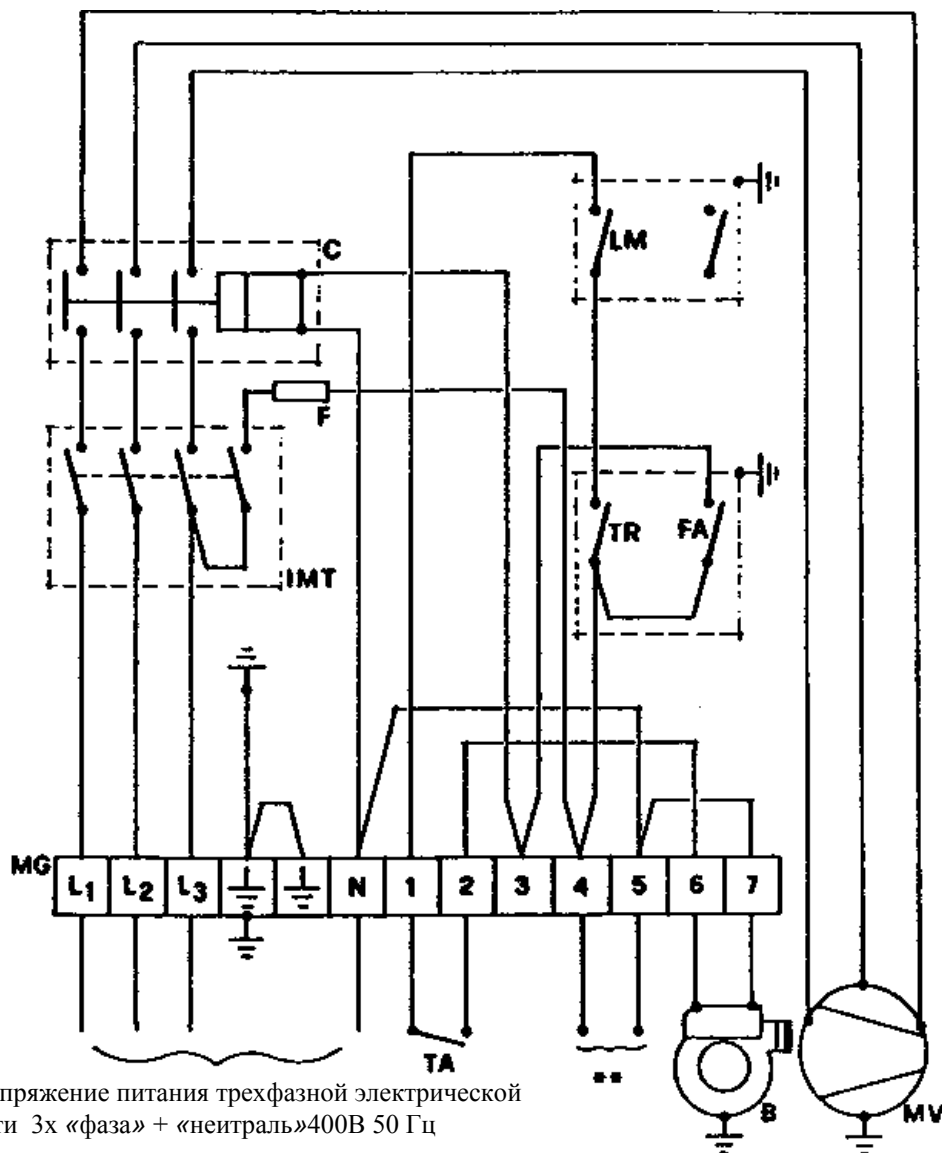 C
LM
F
TR FA
IMT
MG L1 L2 L3 N 1 2 3 4 5 6 7
TA
**
B
MV
пряжение питания трехфазной электрической
ти 3х «фаза» + «неитраль»400В 50 Гц